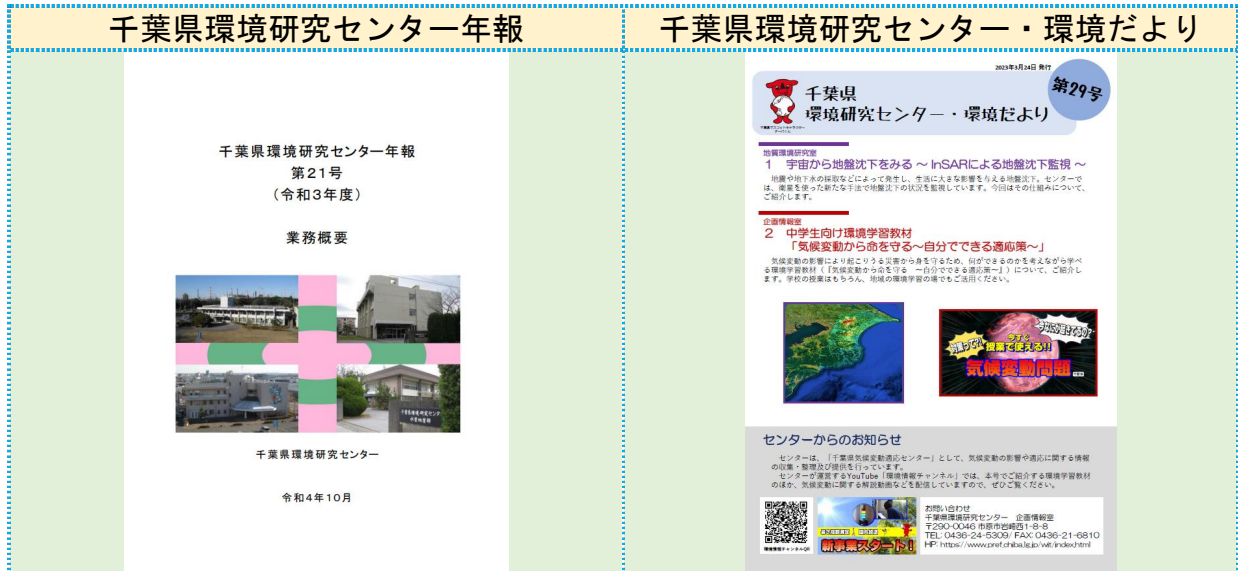 千葉県環境研究センター年報
千葉県環境研究センター年報
第21号
(令和3年度)
業務概要
千葉県環境研究センター
令和4年10月
千葉県環境研究センター・環境だより
2023年3月24日 発行
第29号
千葉県
環境研究センター・環境だより
地質環境研究室
1 宇宙から地盤沈下をみる ~ InSARによる地盤沈下監視 ~
地震や地下水の採取などによって発生し、生活に大きな影響を与える地盤沈下。センターで
は、衛星を使った新たな手法で地盤沈下の状況を監視しています。今回はその仕組みについて、
ご紹介します。
企画情報室
2 中学生向け環境学習教材
「気候変動から命を守る~自分でできる適応策~」
気候変動の影響により起こりうる災害から身を守るため、何ができるのかを考えながら学べ
る環境学習教材(『気候変動から命を守る ~自分でできる適応策~』)について、ご紹介し
ます。学校の授業はもちろん、地域の環境学習の場でもご活用ください。
対策って?!
今なにが起きてるの?
今すぐ
授業で使える!!
気候変動問題
センターからのお知らせ
センターは、「千葉県気候変動適応センター」として、気候変動の影響や適応に関する情報
の収集・整理及び提供を行っています。
センターが運営するYouTube「環境情報チャンネル」では、本号でご紹介する環境学習教材
のほか、気候変動に関する解説動画などを配信していますので、ぜひご覧ください。
環境情報チャンネルQR
新事業スタート!
お問い合わせ
千葉県環境研究センター 企画情報室
〒290-0046 市原市岩崎西1-8-8
TEL: 0436-24-5309/ FAX: 0436-21-6810
HP: https://www.pref.chiba.lg.jp/wit/index.html